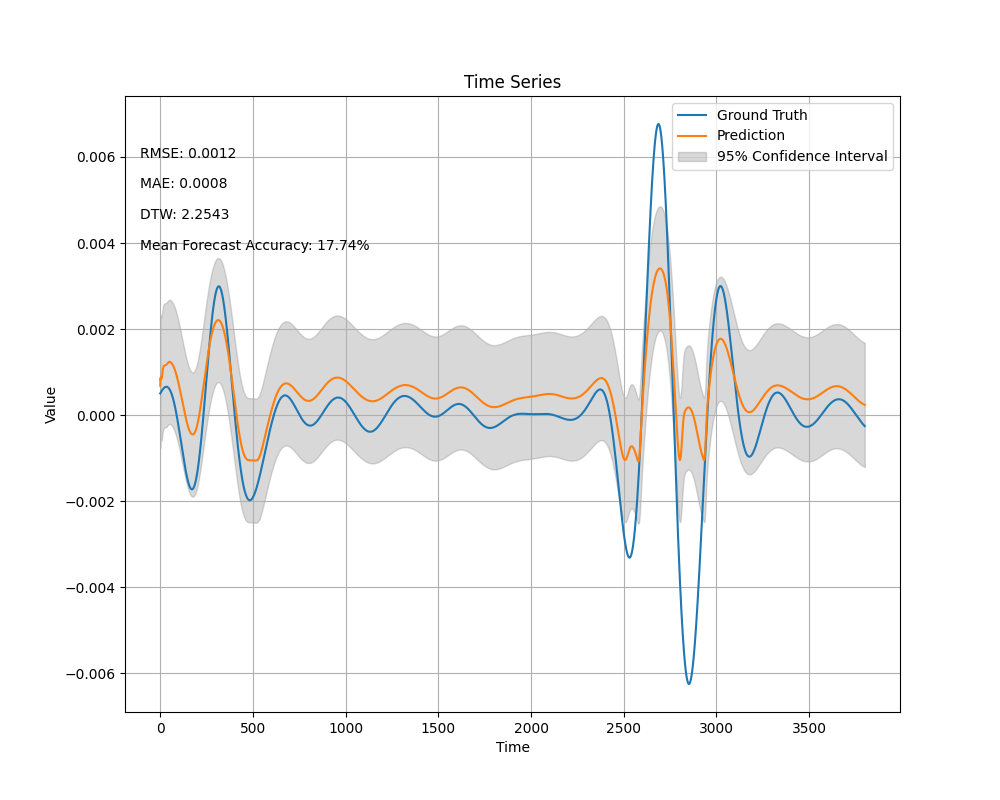 Time Series
Ground Truth
Prediction
95% Confidence Interval
RMSE: 0.0012
MAE: 0.0008
DTW: 2.2543
Mean Forecast Accuracy: 17.74%
Value
0.006
0.004
0.002
0.000
−0.002
−0.004
−0.006
0 500 1000 1500 2000 2500 3000 3500
Time